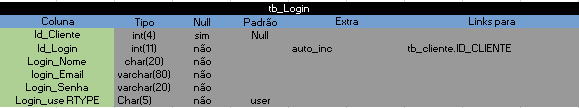 tb_Login
Coluna Tipo Null Padrão Extra Links para
Id_Cliente int(4) sim Null
Id_Login int(11) não auto_inc tb_cliente.ID_CLIENTE
Login_Nome char(20) não
login_Email varchar(80) não
Login_Senha varchar(20) não
Login_use RTYPE Char(5) não user